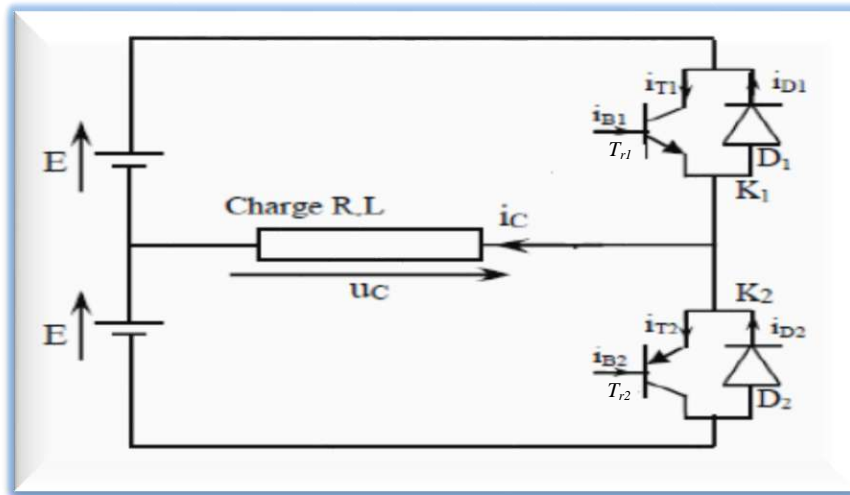 iT1
iD1
iB1
Tr1
D1
E
K1
Charge R.L
iC
uC
K2
E
iT2
iD2
iB2
Tr2
D2